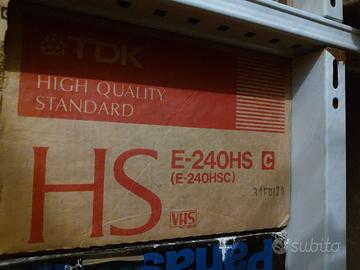 TDK
HIGH QUALITY
STANDARD
HS
E-240HS C
(E-240HSC)
VHS
subito